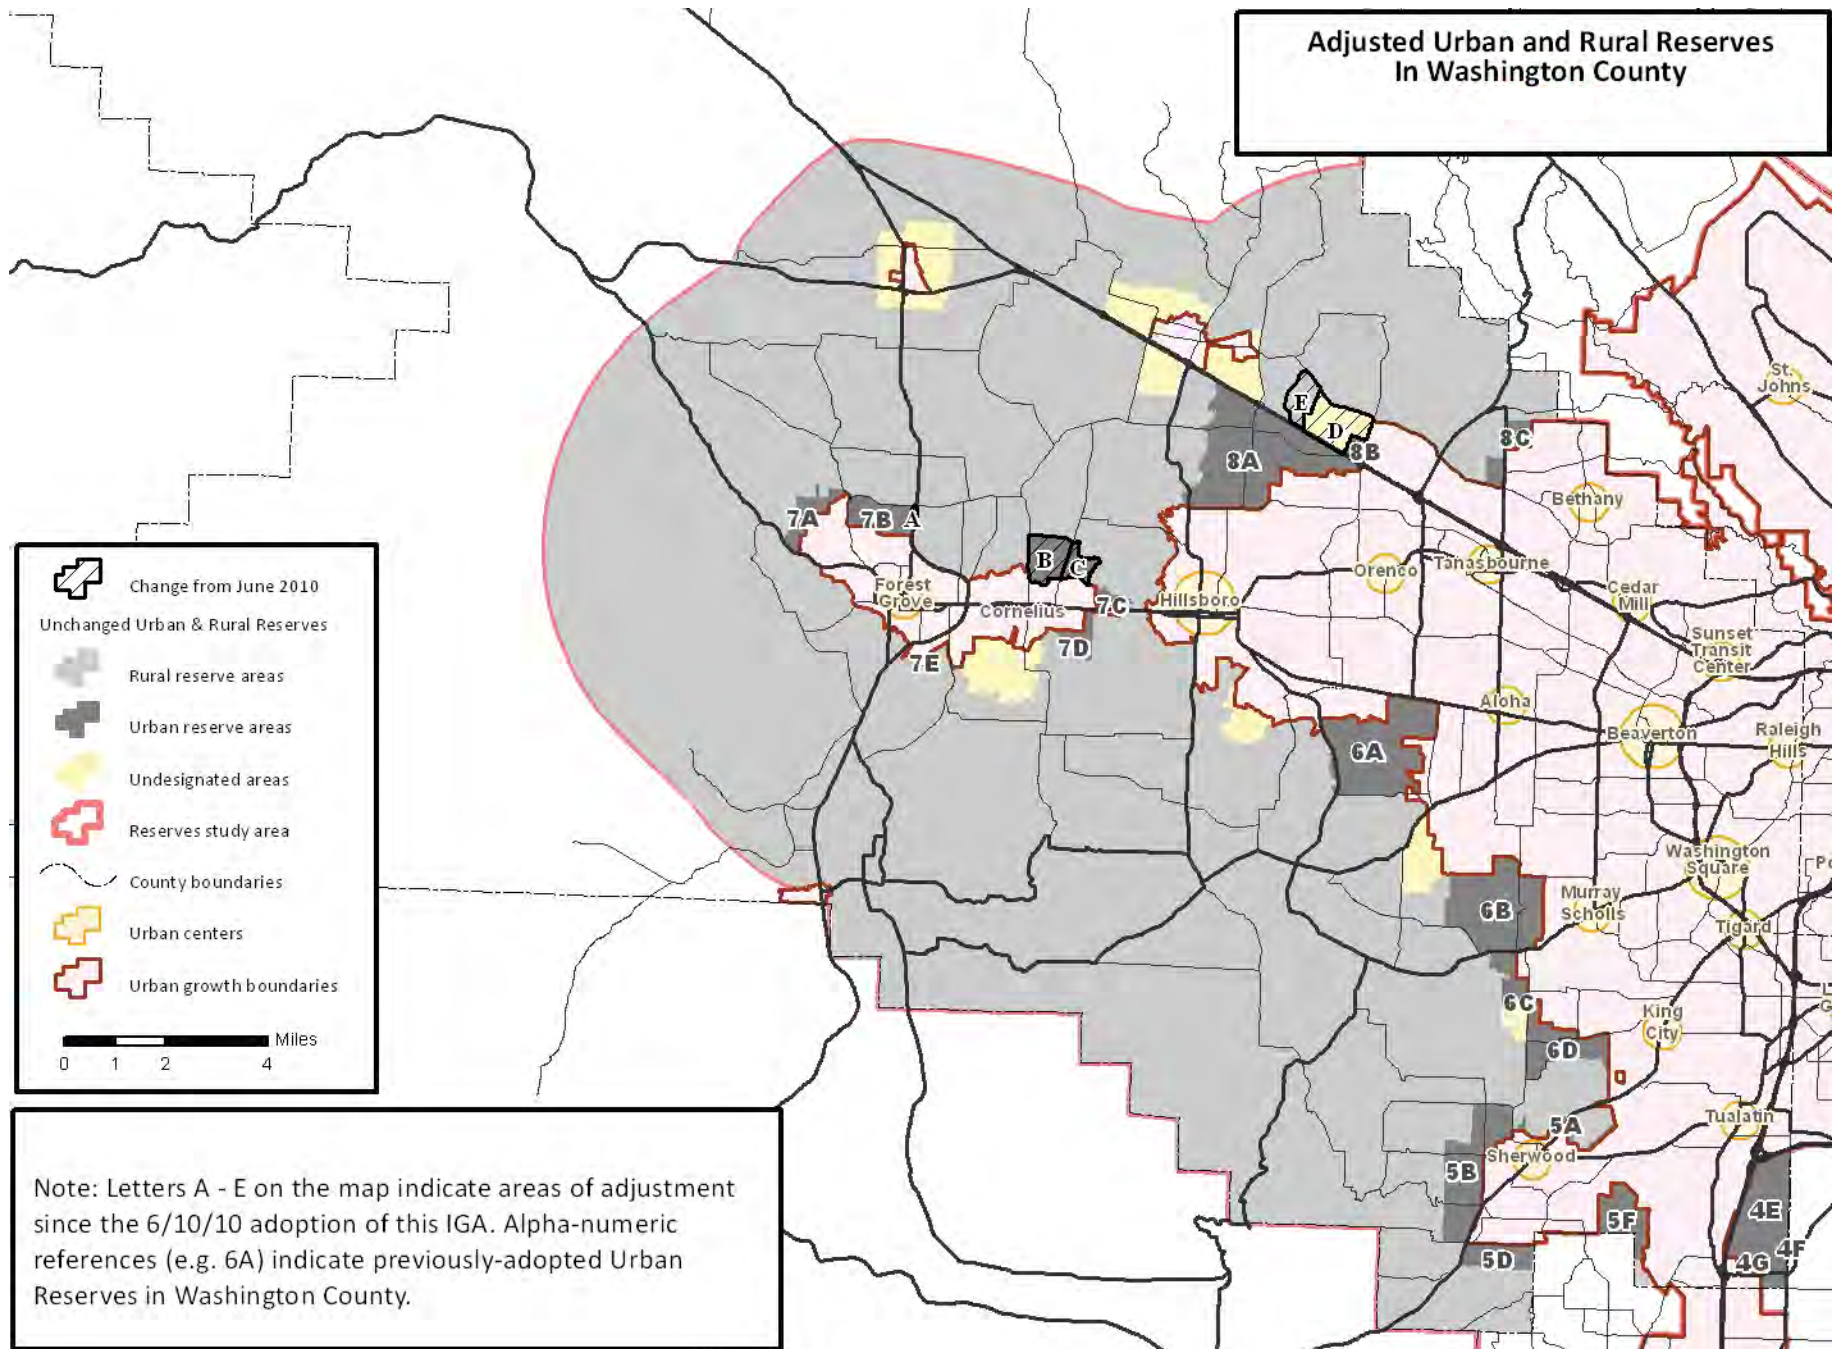 Adjusted Urban and Rural Reserves
In Washington County
St.
Johns
E
D
8A
8B
8C
Bethany
7A
7B
A
B
C
Forest
Grove
Cornelius
7C
7D
7E
Hillsboro
Orenco
Tanasbourne
Cedar
Mill
Sunset
Transit
Center
Aloha
Beaverton
Raleigh
Hills
6A
Washington
Square
6B
Murray
Scholls
Tigard
6C
King
City
6D
5A
Tualatin
Sherwood
5B
5F
5D
4E
4F
4G
Change from June 2010
Unchanged Urban & Rural Reserves
Rural reserve areas
Urban reserve areas
Undesignated areas
Reserves study area
County boundaries
Urban centers
Urban growth boundaries
Miles
0 1 2 4
Note: Letters A - E on the map indicate areas of adjustment
since the 6/10/10 adoption of this IGA. Alpha-numeric
references (e.g. 6A) indicate previously-adopted Urban
Reserves in Washington County.